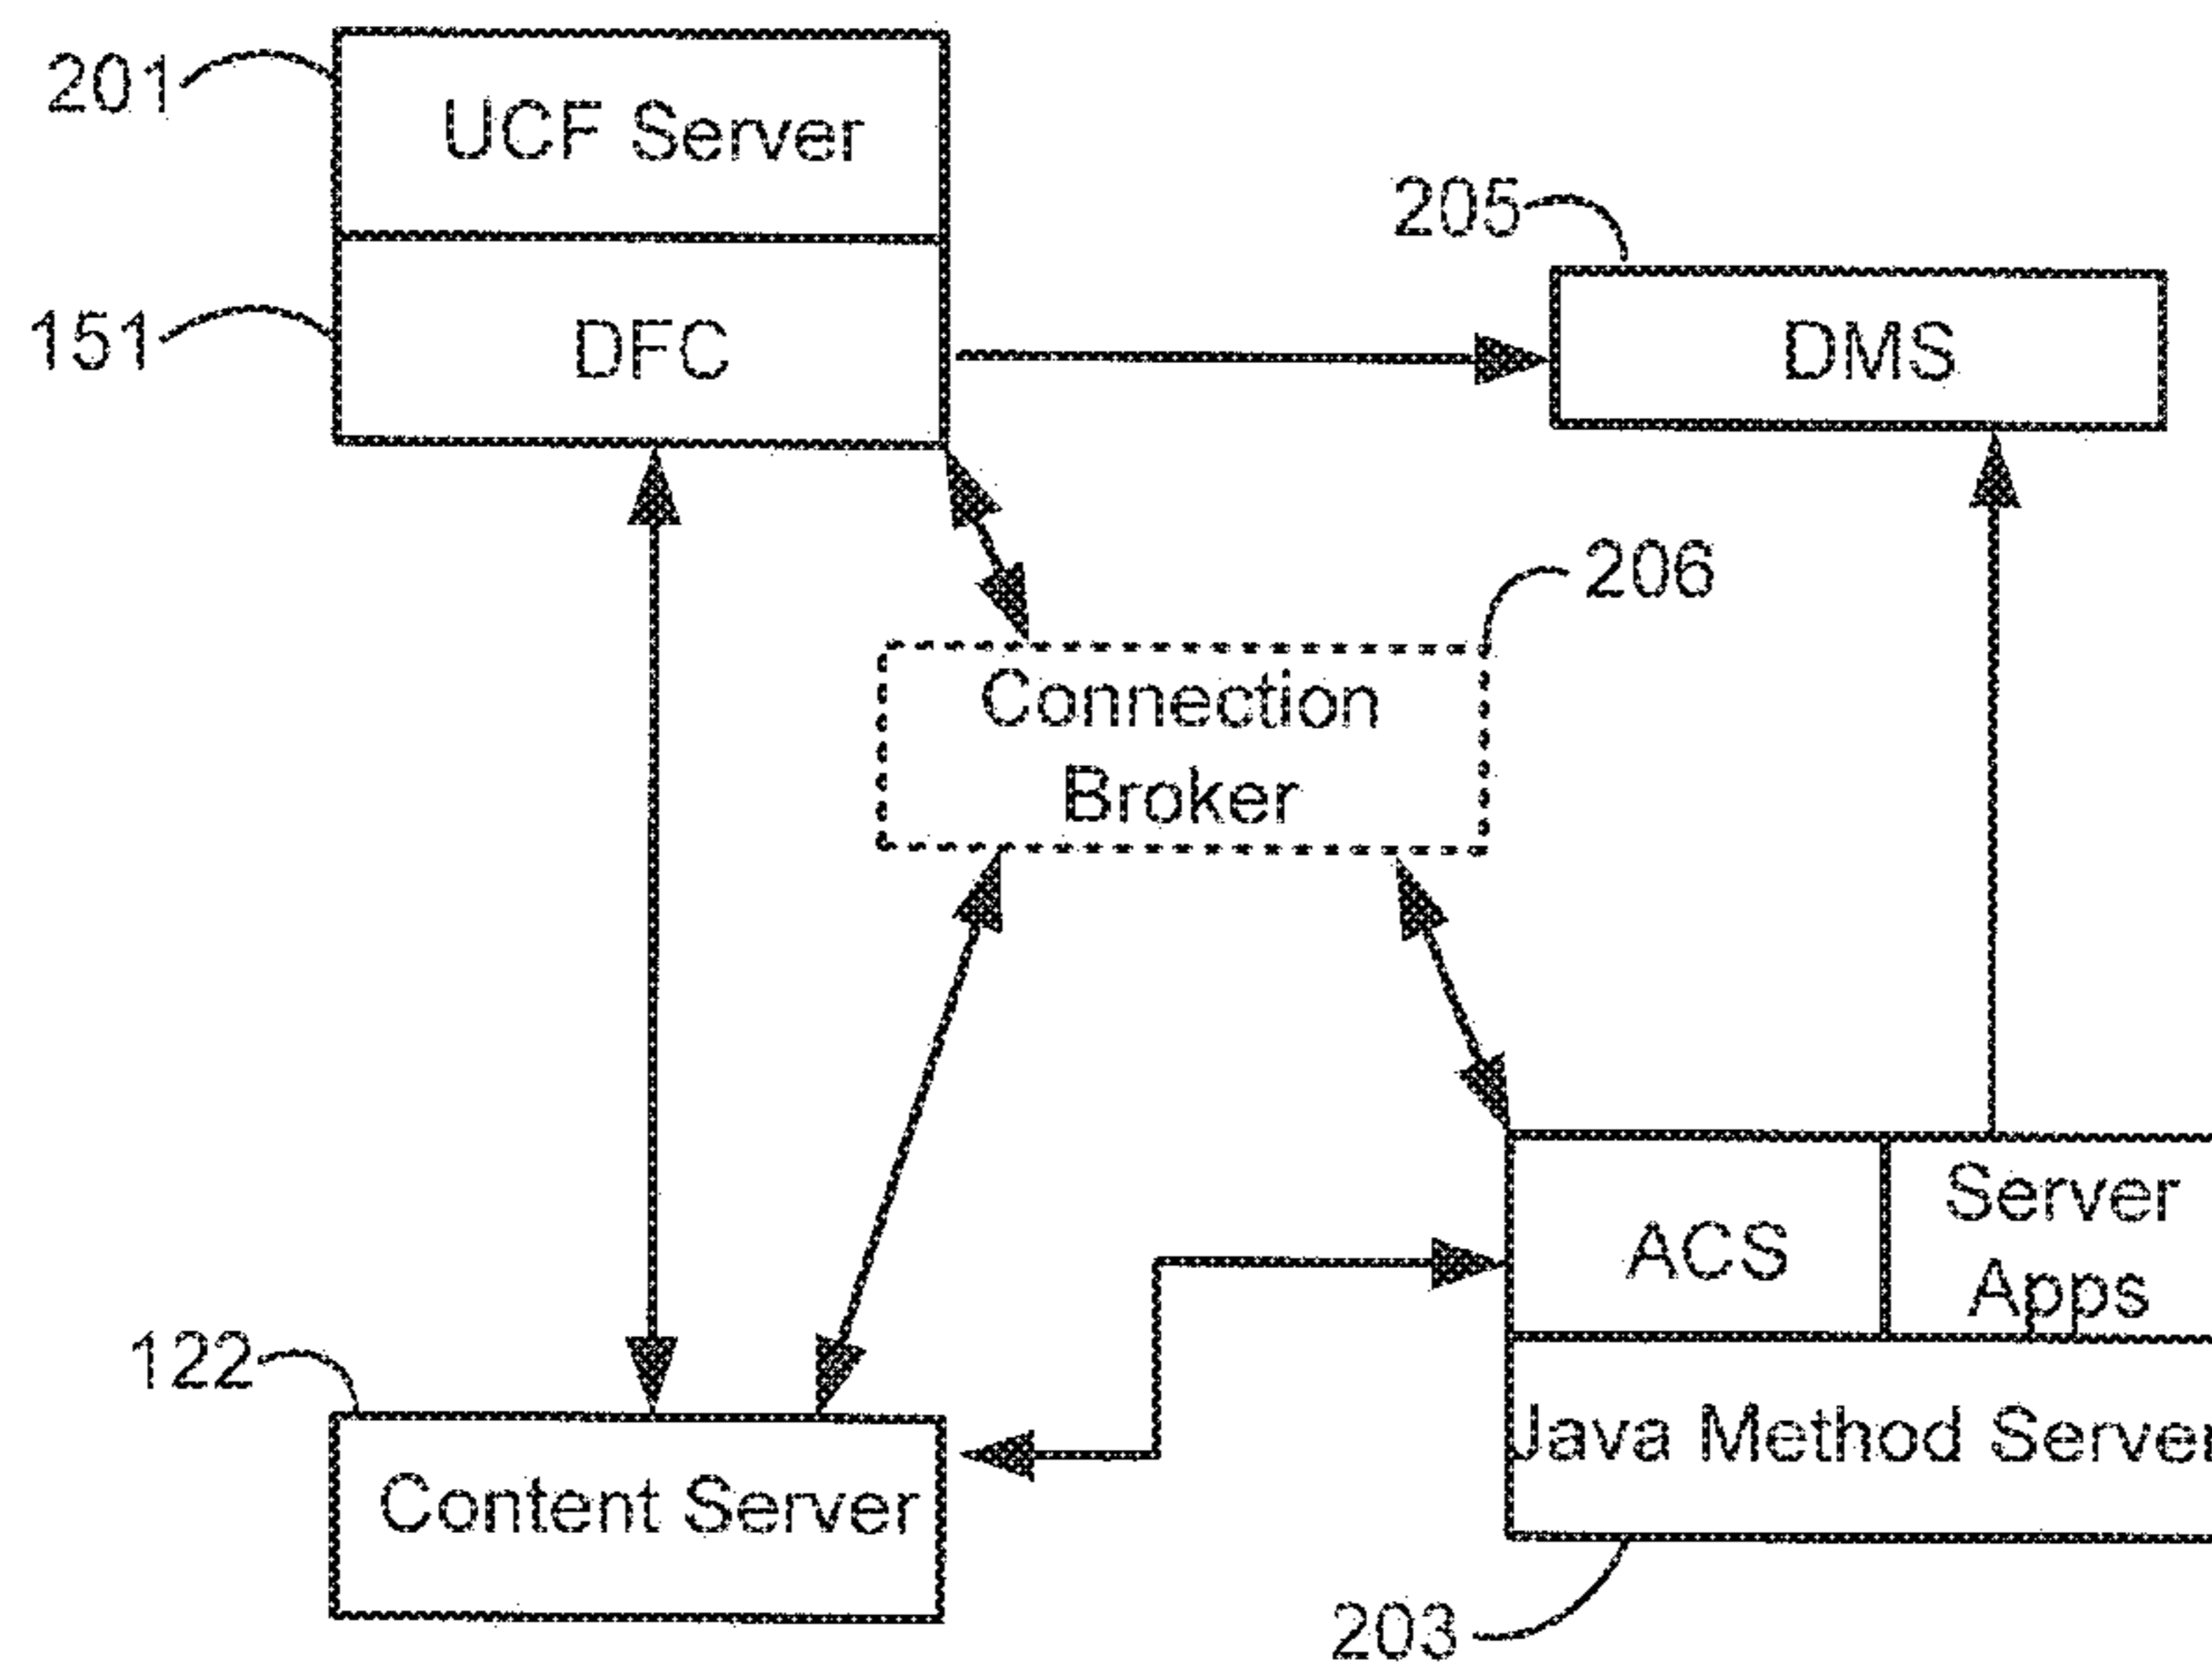 201
UCF Server
205
151
DFC
DMS
206
Connection
Broker
Server
ACS
Apps
122
Java Method Server
Content Server
203